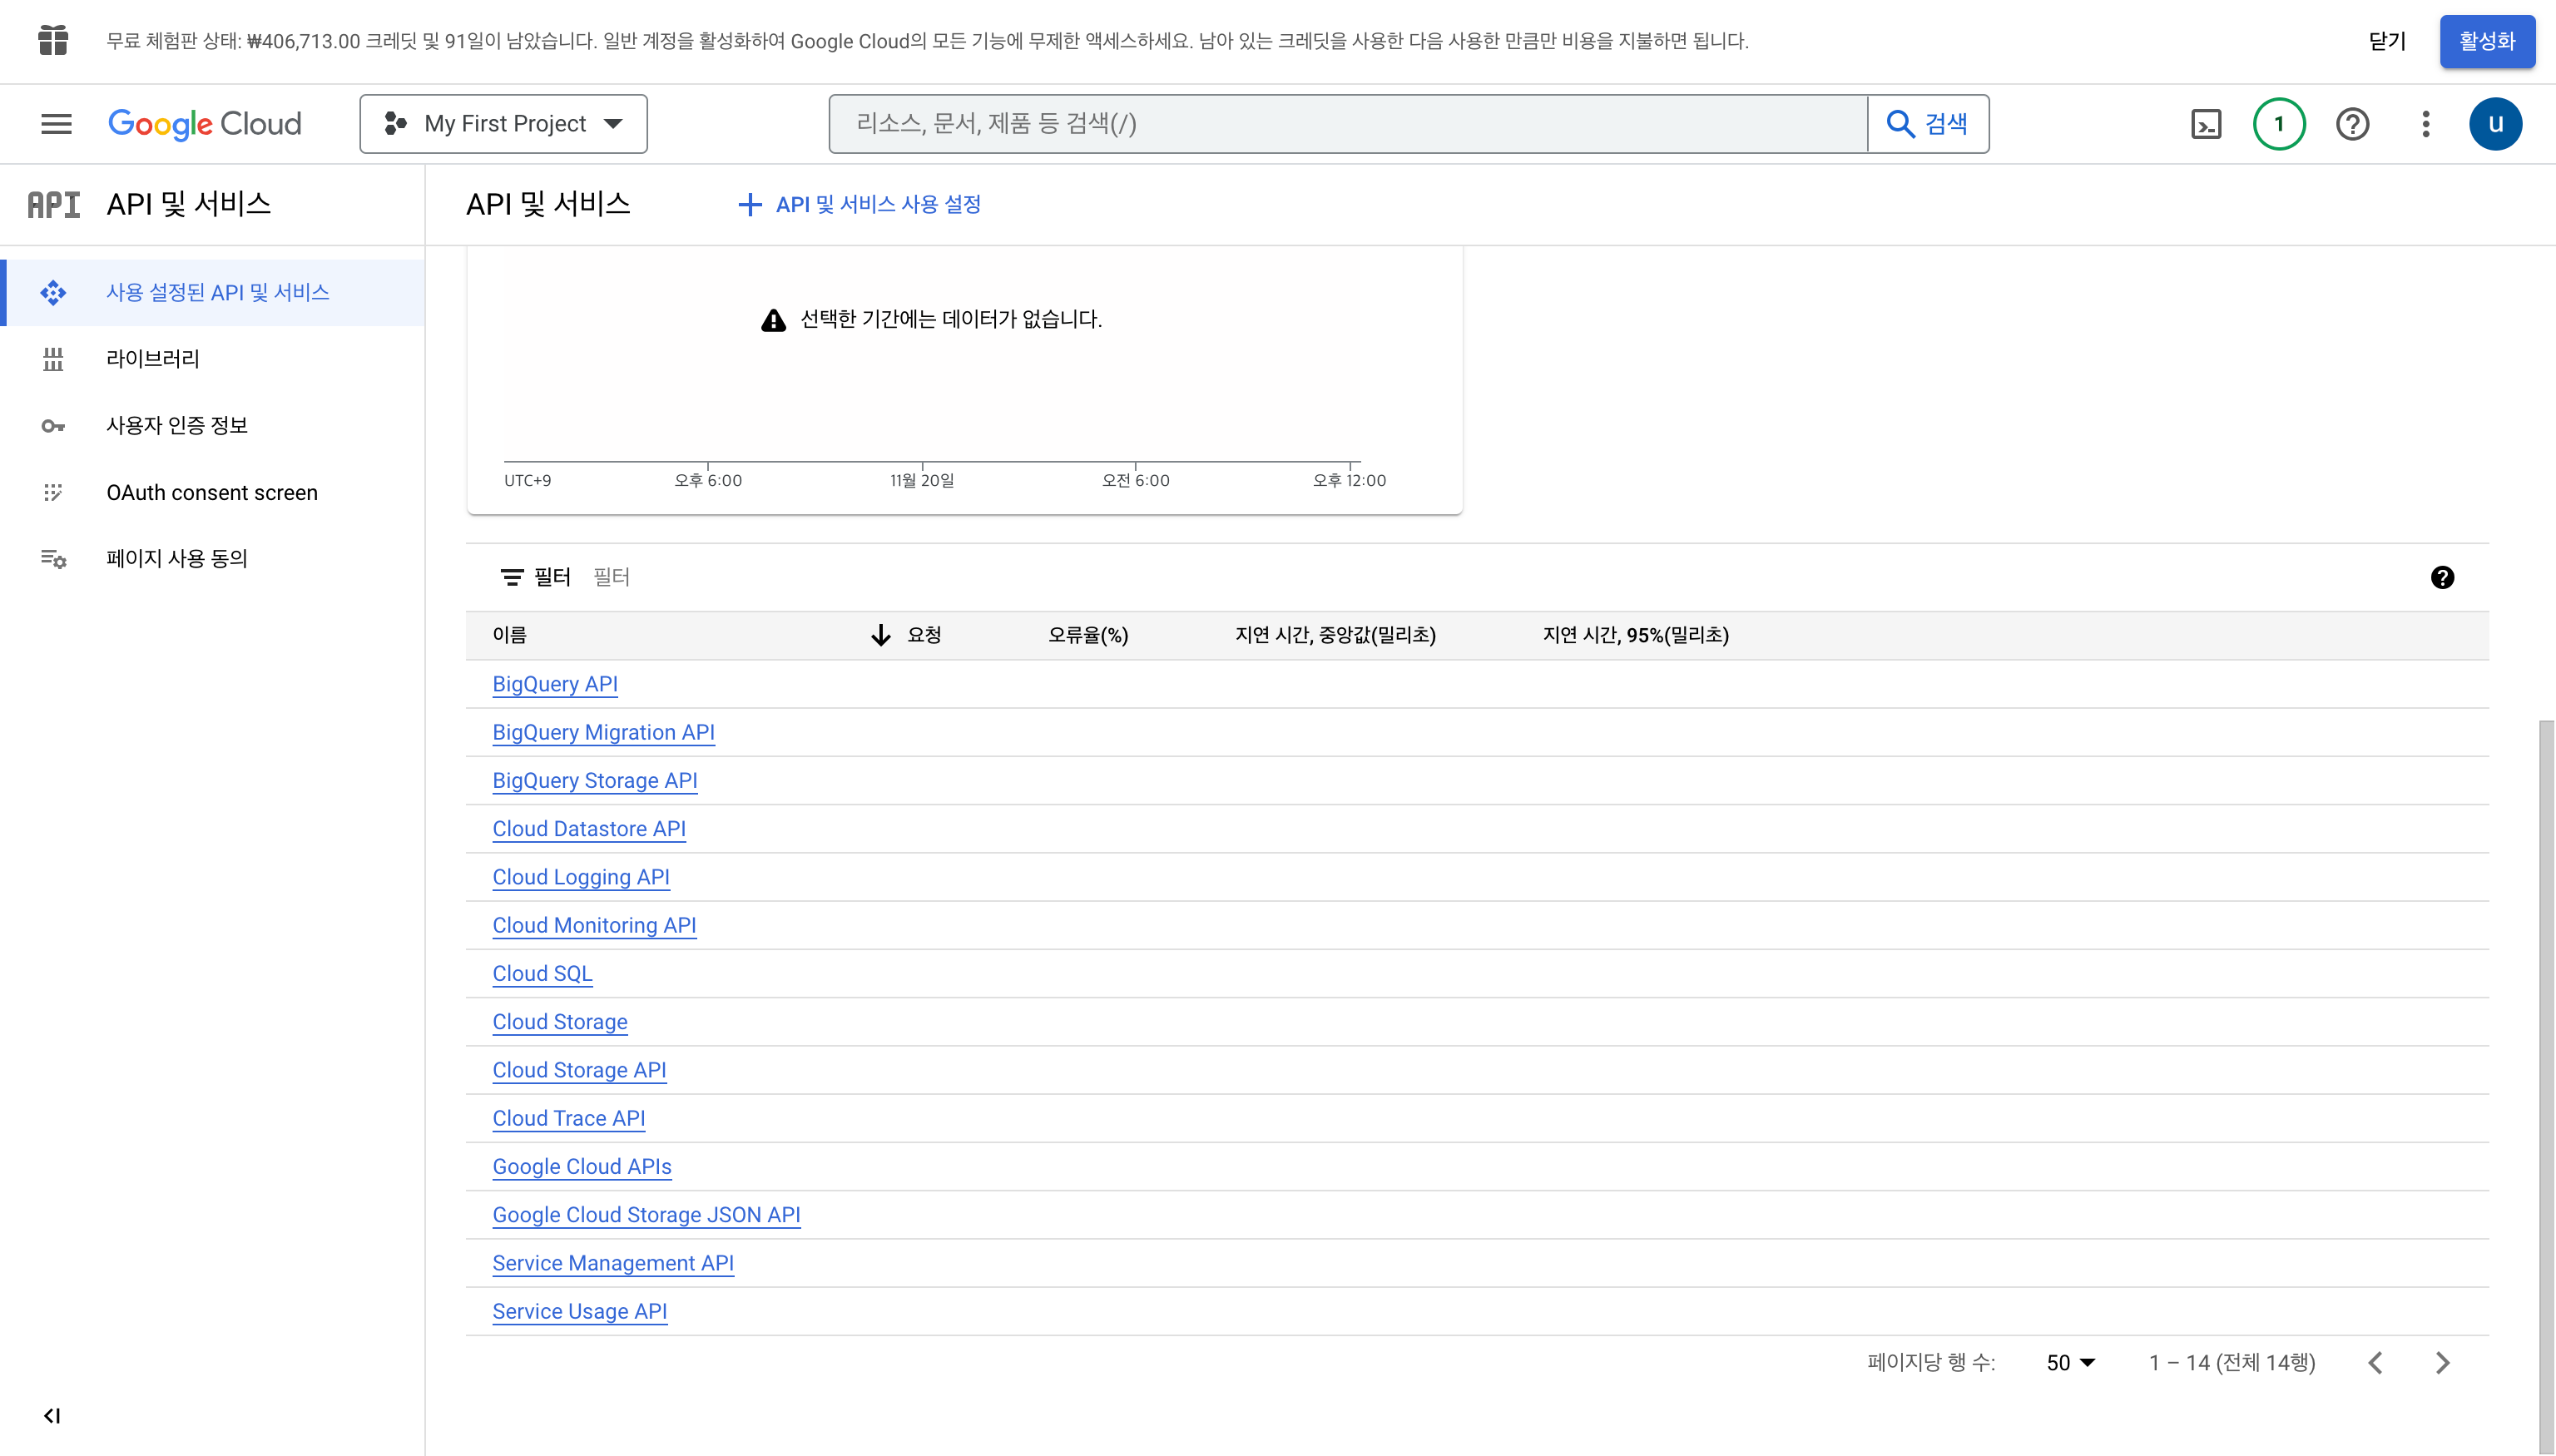 무료 체험판 상태: ₩406,713.00 크레딧 및 91일이 남았습니다. 일반 계정을 활성화하여 Google Cloud의 모든 기능에 무제한 액세스하세요. 남아 있는 크레딧을 사용한 다음 사용한 만큼만 비용을 지불하면 됩니다.
닫기
활성화
Google Cloud
My First Project
리소스, 문서, 제품 등 검색(/)
검색
1
u
API API 및 서비스
API 및 서비스
API 및 서비스 사용 설정
사용 설정된 API 및 서비스
라이브러리
사용자 인증 정보
OAuth consent screen
페이지 사용 동의
선택한 기간에는 데이터가 없습니다.
UTC+9 오후 6:00 11월 20일 오전 6:00 오후 12:00
필터 필터
이름 요청 오류율(%) 지연 시간, 중앙값(밀리초) 지연 시간, 95%(밀리초)
BigQuery API
BigQuery Migration API
BigQuery Storage API
Cloud Datastore API
Cloud Logging API
Cloud Monitoring API
Cloud SQL
Cloud Storage
Cloud Storage API
Cloud Trace API
Google Cloud APIs
Google Cloud Storage JSON API
Service Management API
Service Usage API
페이지당 행 수: 50 1 – 14 (전체 14행)